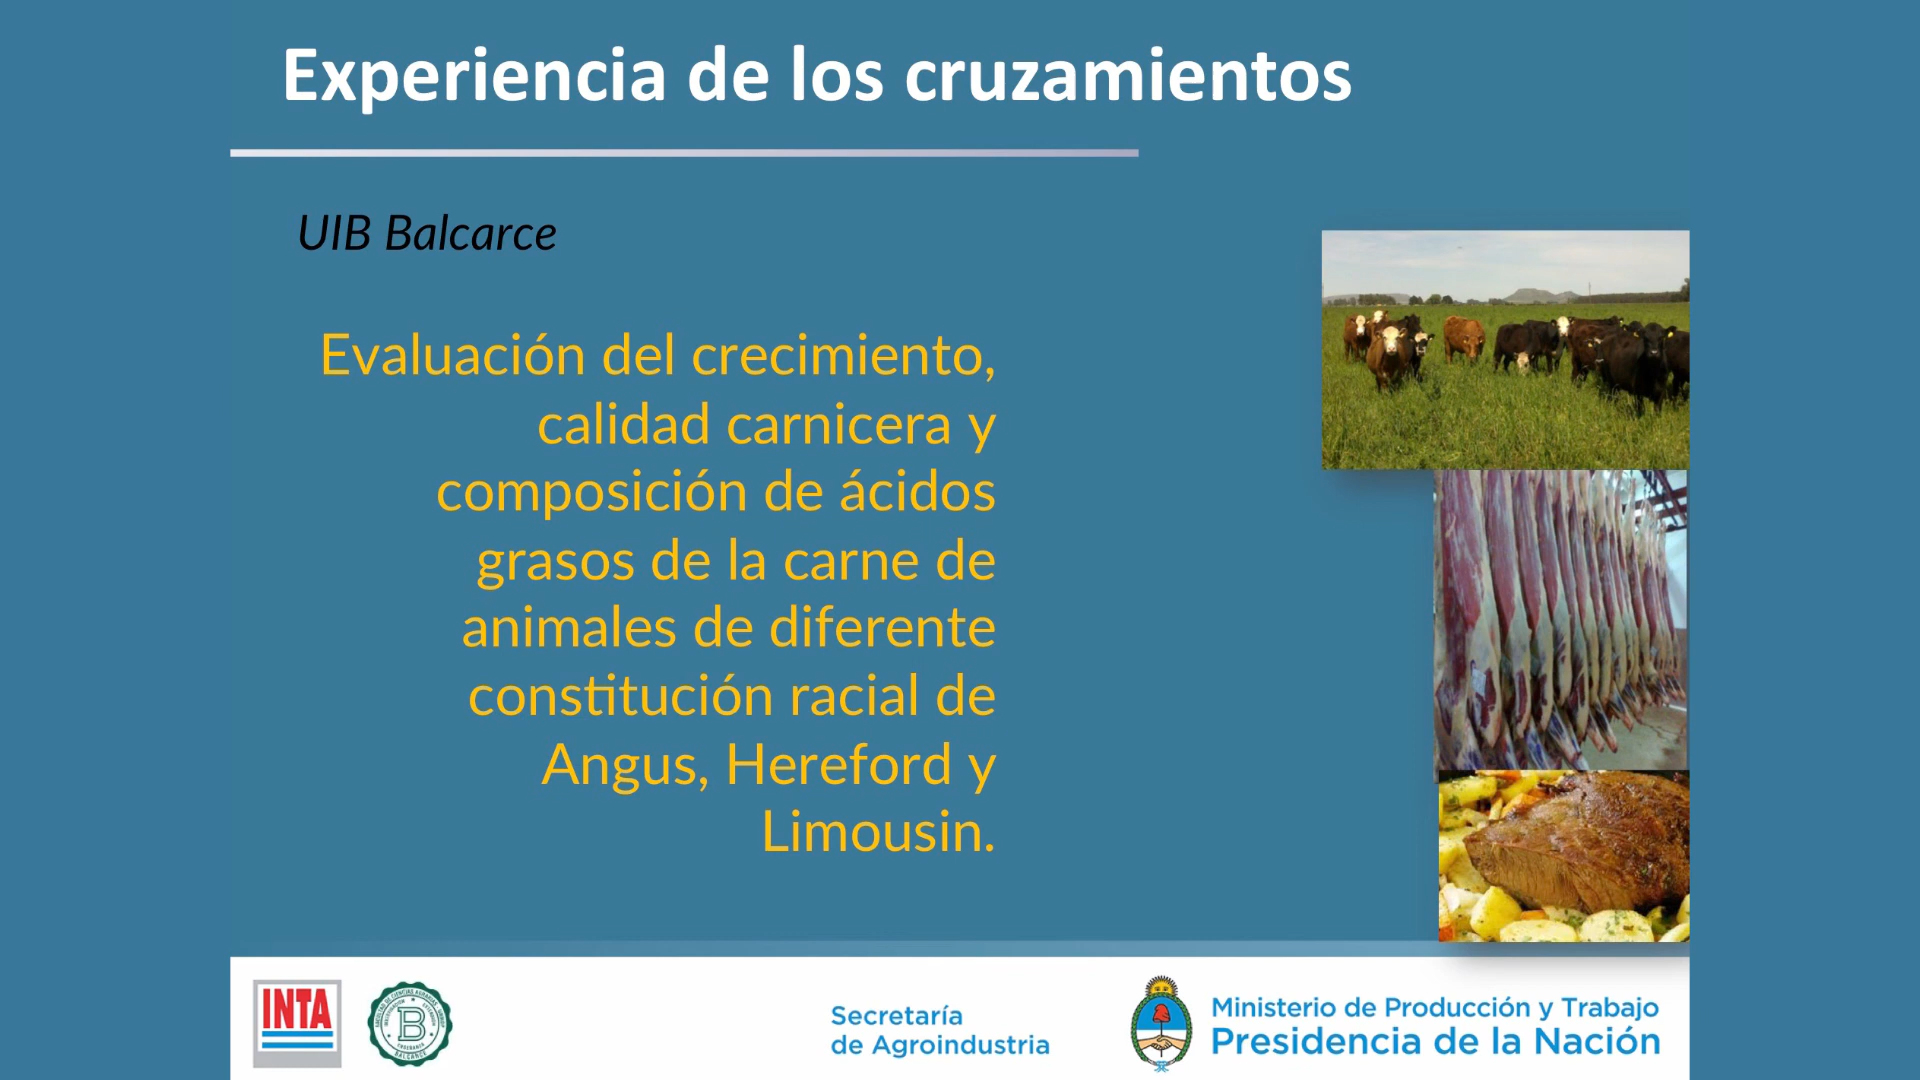 Experiencia de los cruzamientos
UIB Balcarce
Evaluación del crecimiento,
calidad carnicera y
composición de ácidos
grasos de la carne de
animales de diferente
constitución racial de
Angus, Hereford y
Limousin.
INTA
B
BALCARCE
Secretaría
de Agroindustria
Ministerio de Producción y Trabajo
Presidencia de la Nación